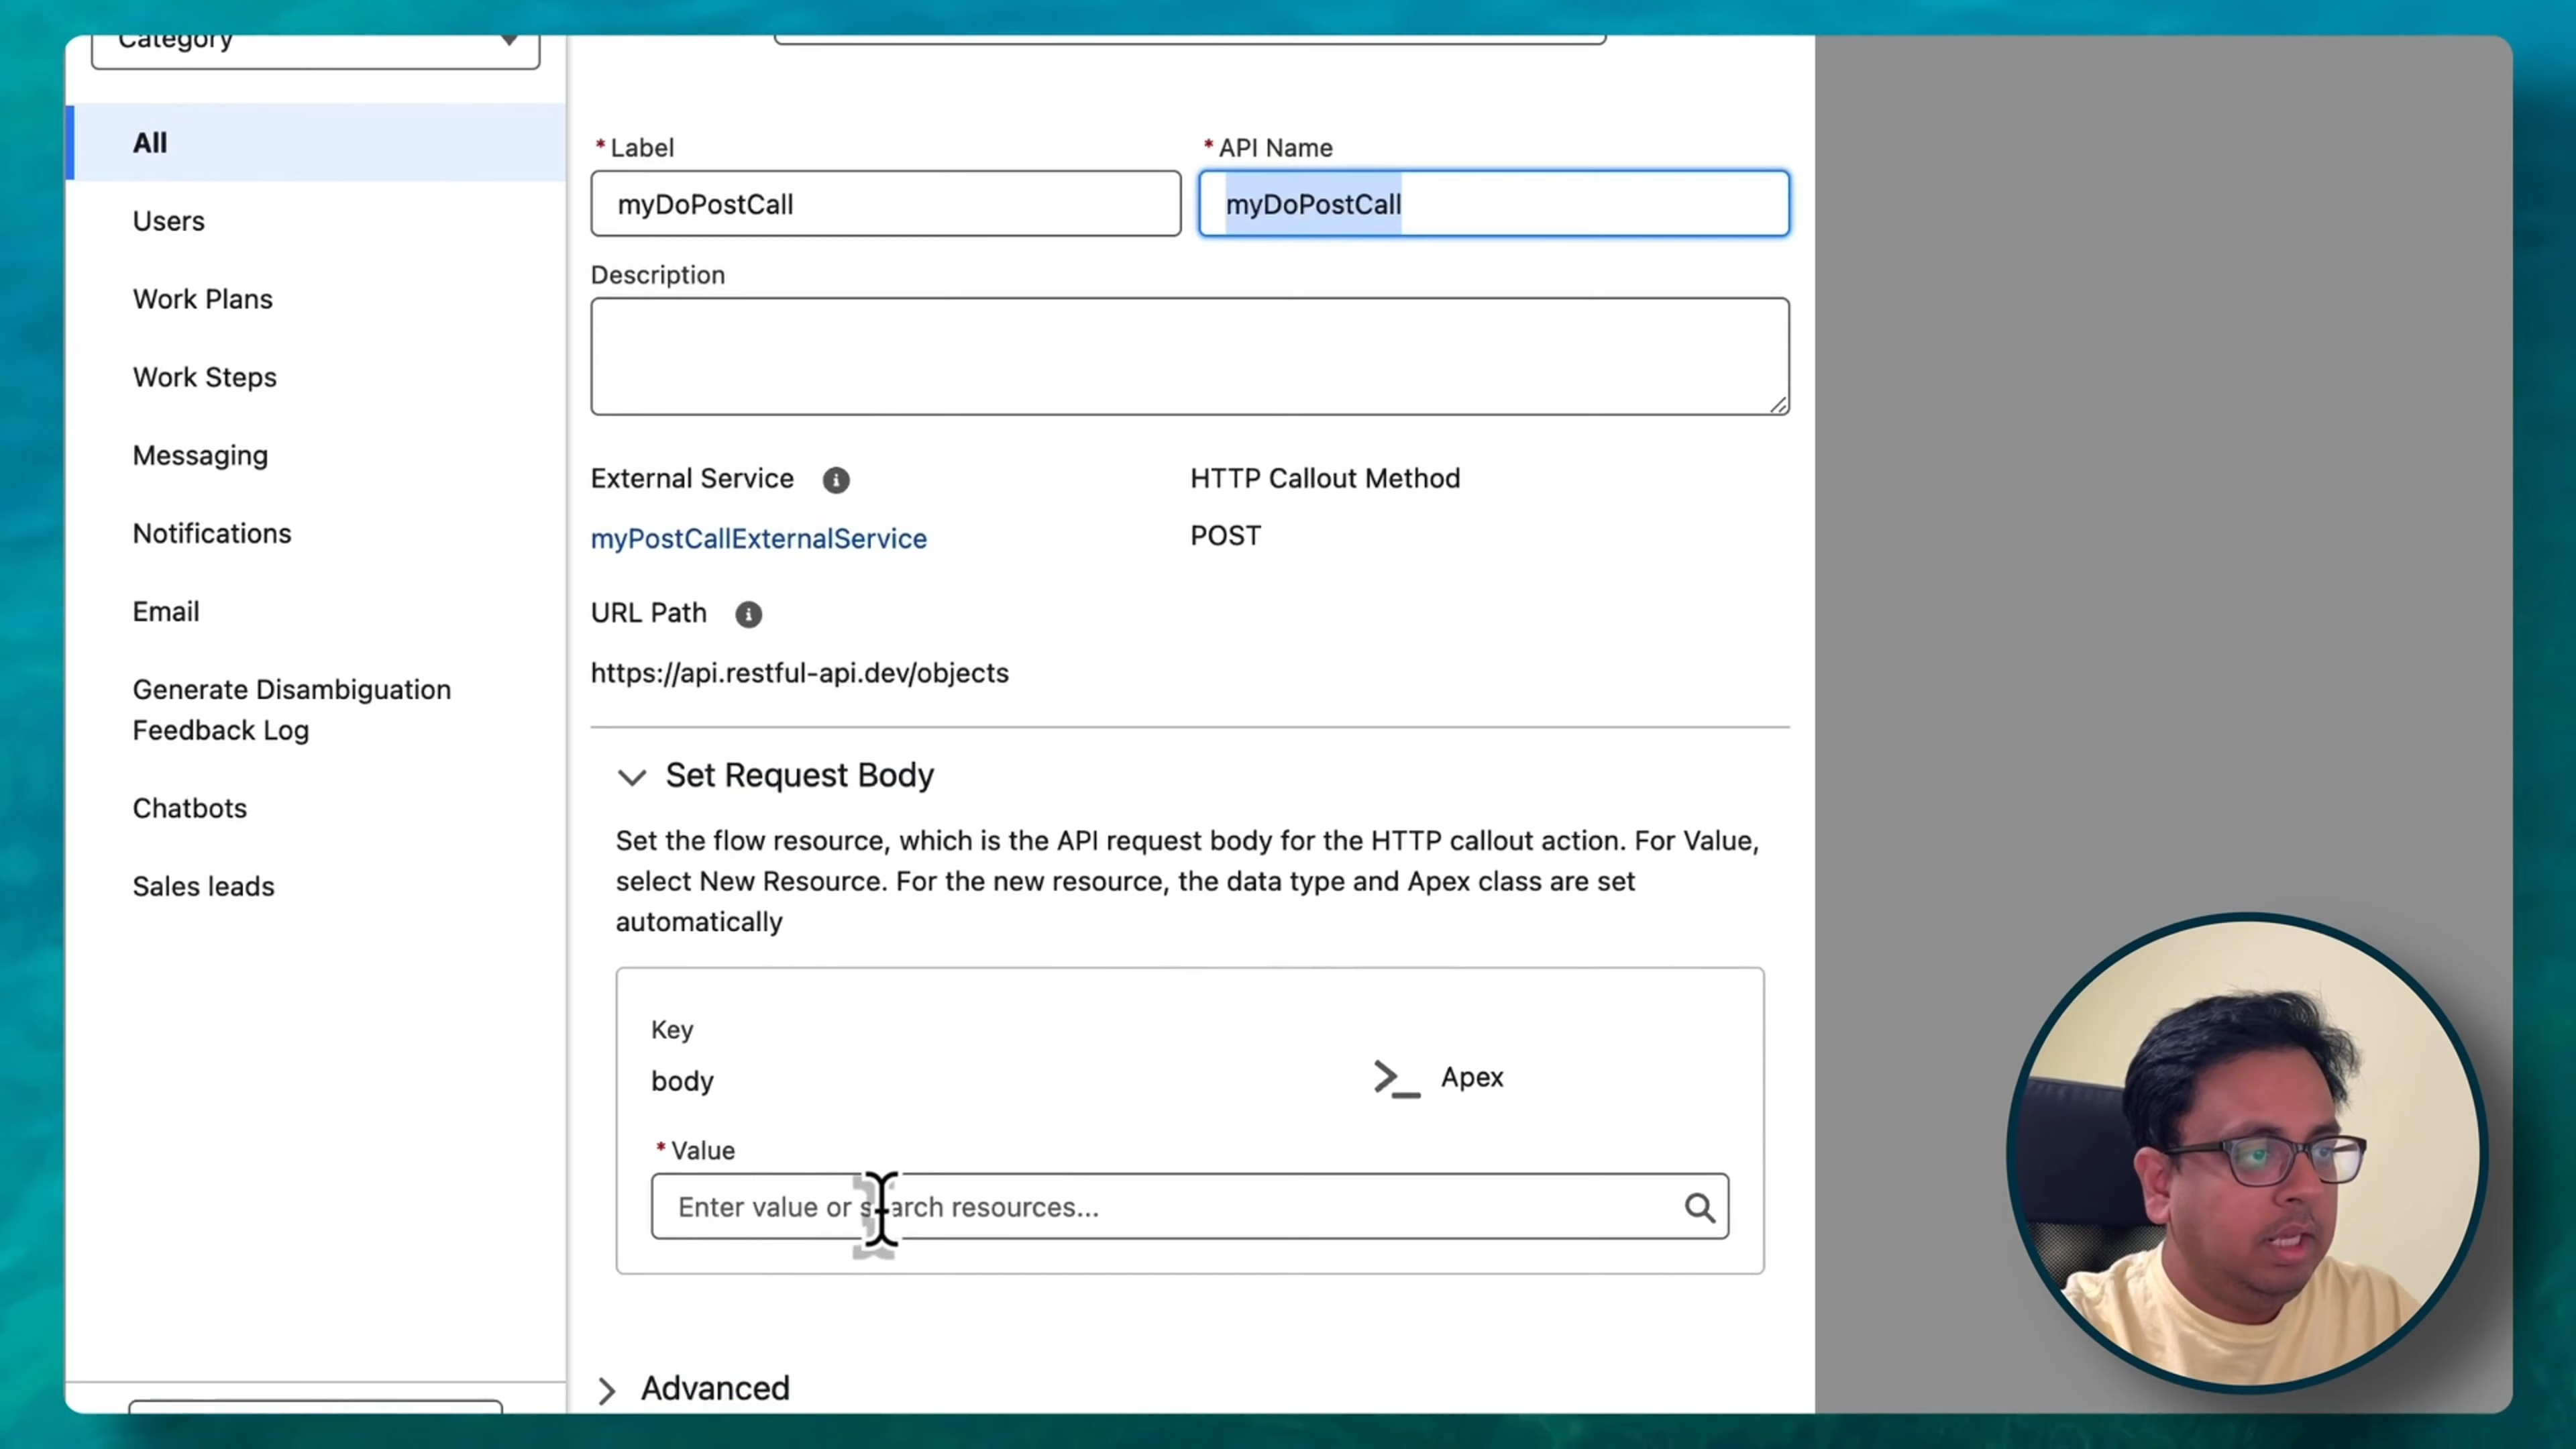 Category
All
Users
Work Plans
Work Steps
Messaging
Notifications
Email
Generate Disambiguation
Feedback Log
Chatbots
Sales leads
* Label
myDoPostCall
* API Name
myDoPostCall
Description
External Service
myPostCallExternalService
HTTP Callout Method
POST
URL Path
https://api.restful-api.dev/objects
Set Request Body
Set the flow resource, which is the API request body for the HTTP callout action. For Value,
select New Resource. For the new resource, the data type and Apex class are set
automatically
Key
body
Apex
* Value
Enter value or search resources...
Advanced